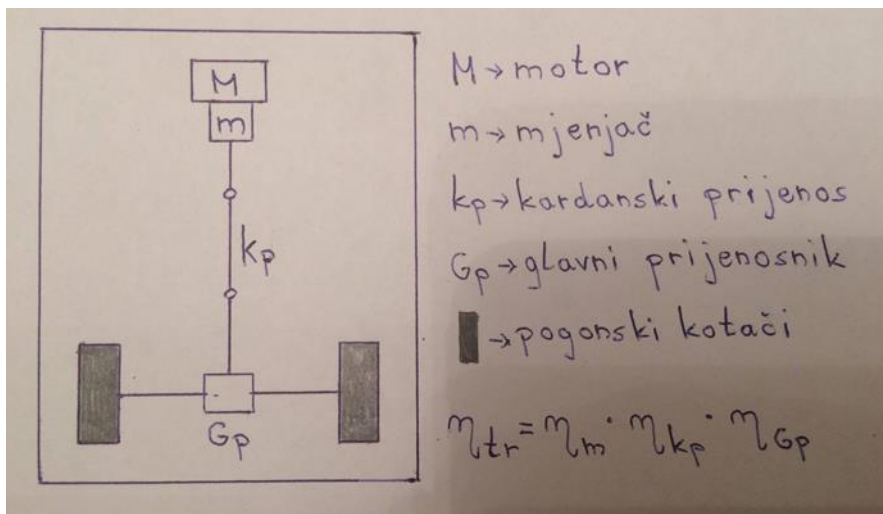 M
m
kp
Gp
M→motor
m→mjenjač
kp→kardanski prijenos
Gp→glavni prijenosnik
→pogonski kotači
ηtr=ηm·ηkp·ηGp